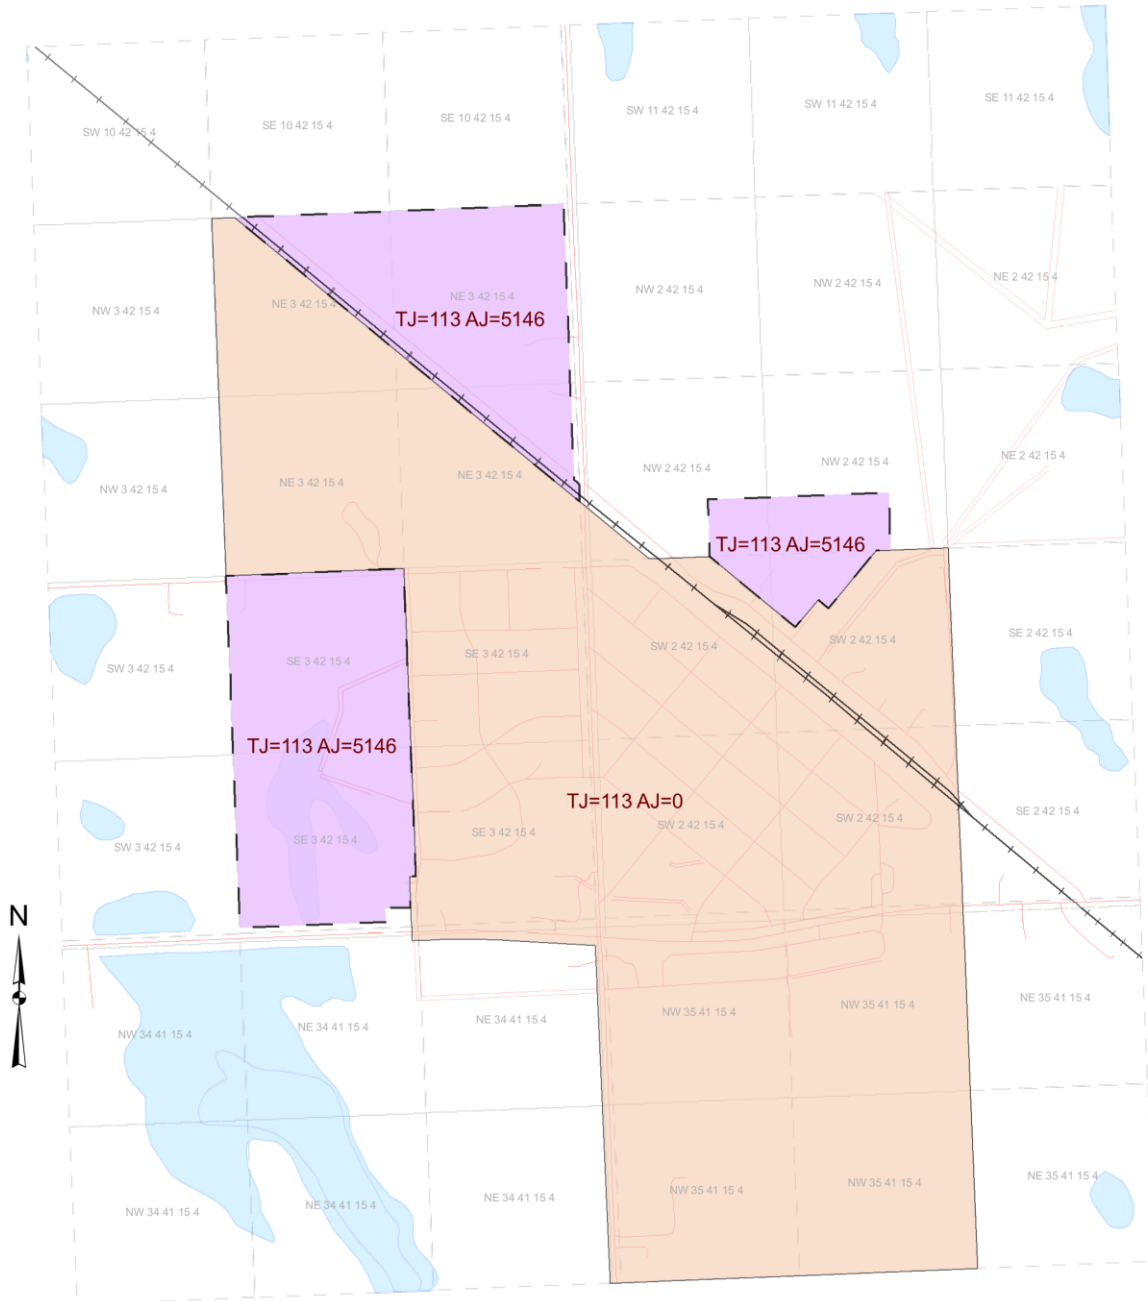 SW 11 42 15 4
SW 11 42 15 4
SE 11 42 15 4
SE 10 42 15 4
SE 10 42 15 4
SW 10 42 15 4
NE 2 42 15 4
NW 2 42 15 4
NW 2 42 15 4
NE 3 42 15 4
NE 3 42 15 4
NW 3 42 15 4
TJ=113 AJ=5146
NE 2 42 15 4
NW 2 42 15 4
NW 2 42 15 4
NE 3 42 15 4
NE 3 42 15 4
NW 3 42 15 4
TJ=113 AJ=5146
SE 2 42 15 4
SW 2 42 15 4
SW 2 42 15 4
SE 3 42 15 4
SE 3 42 15 4
SW 3 42 15 4
TJ=113 AJ=5146
TJ=113 AJ=0
SE 2 42 15 4
SW 2 42 15 4
SW 2 42 15 4
SE 3 42 15 4
SE 3 42 15 4
SW 3 42 15 4
N
NE 35 41 15 4
NW 35 41 15 4
NW 35 41 15 4
NE 34 41 15 4
NE 34 41 15 4
NW 34 41 15 4
NE 35 41 15 4
NW 35 41 15 4
NW 35 41 15 4
NE 34 41 15 4
NE 34 41 15 4
NW 34 41 15 4